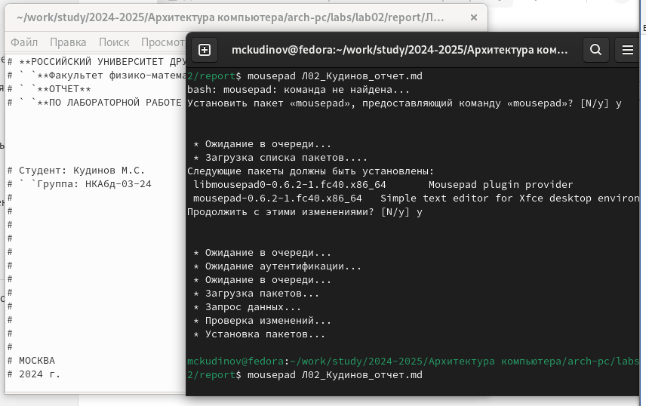 ~/work/study/2024-2025/Архитектура компьютера/arch-pc/labs/lab02/report/Л...
Файл Правка Поиск Просмот
# **РОССИЙСКИЙ УНИВЕРСИТЕТ ДРУ
# ` `**Факультет физико-матема
# ` `**ОТЧЕТ**
# ` `**ПО ЛАБОРАТОРНОЙ РАБОТЕ
# Студент: Кудинов М.С.
# ` `Группа: НКАбд-03-24
#
#
#
#
#
#
#
#
#
#
#
#
# МОСКВА
# 2024 г.
mckudinov@fedora:~/work/study/2024-2025/Архитектура ком...
2/report$ mousepad Л02_Кудинов_отчет.md
bash: mousepad: команда не найдена...
Установить пакет «mousepad», предоставляющий команду «mousepad»? [N/y] y
* Ожидание в очереди...
* Загрузка списка пакетов....
Следующие пакеты должны быть установлены:
libmousepad0-0.6.2-1.fc40.x86_64 Mousepad plugin provider
mousepad-0.6.2-1.fc40.x86_64 Simple text editor for Xfce desktop environ
Продолжить с этими изменениями? [N/y] y
* Ожидание в очереди...
* Ожидание аутентификации...
* Ожидание в очереди...
* Загрузка пакетов...
* Запрос данных...
* Проверка изменений...
* Установка пакетов...
mckudinov@fedora:~/work/study/2024-2025/Архитектура компьютера/arch-pc/labs
2/report$ mousepad Л02_Кудинов_отчет.md